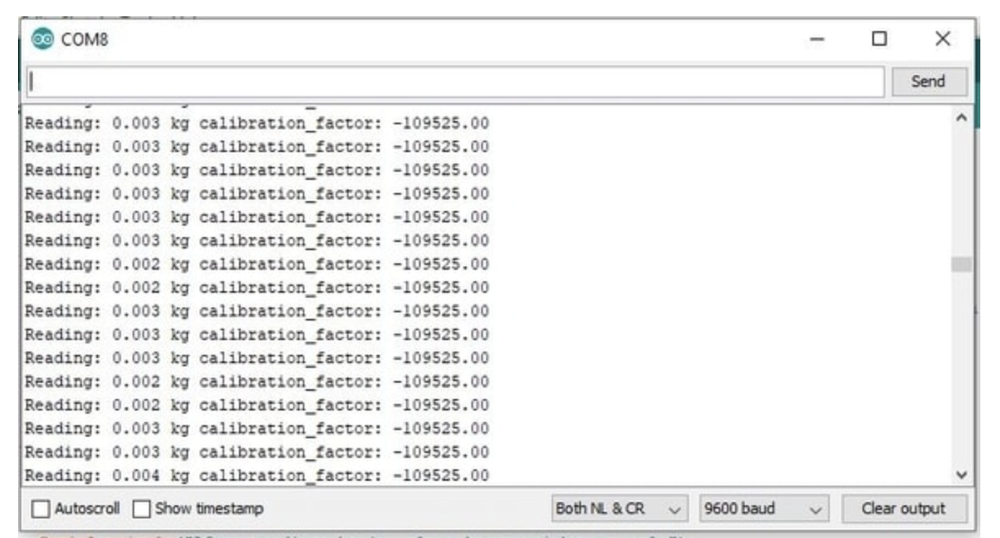 COM8
Send
Reading: 0.003 kg calibration_factor: -109525.00
Reading: 0.003 kg calibration_factor: -109525.00
Reading: 0.003 kg calibration_factor: -109525.00
Reading: 0.003 kg calibration_factor: -109525.00
Reading: 0.003 kg calibration_factor: -109525.00
Reading: 0.003 kg calibration_factor: -109525.00
Reading: 0.002 kg calibration_factor: -109525.00
Reading: 0.002 kg calibration_factor: -109525.00
Reading: 0.003 kg calibration_factor: -109525.00
Reading: 0.003 kg calibration_factor: -109525.00
Reading: 0.003 kg calibration_factor: -109525.00
Reading: 0.002 kg calibration_factor: -109525.00
Reading: 0.002 kg calibration_factor: -109525.00
Reading: 0.003 kg calibration_factor: -109525.00
Reading: 0.003 kg calibration_factor: -109525.00
Reading: 0.004 kg calibration_factor: -109525.00
Autoscroll Show timestamp Both NL & CR 9600 baud Clear output